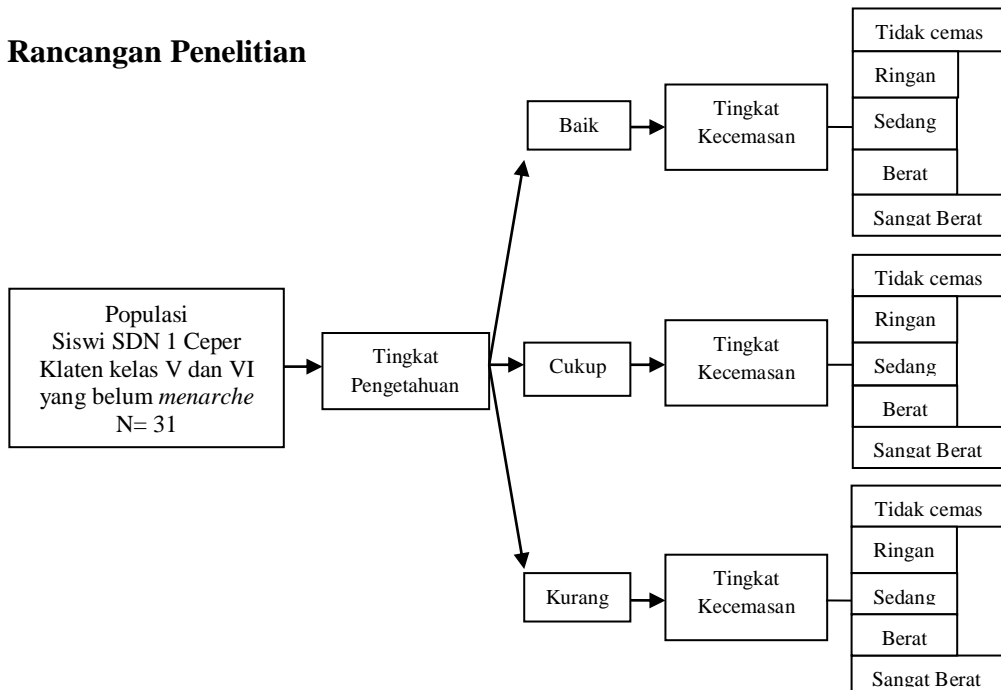 Rancangan Penelitian
Populasi
Siswi SDN 1 Ceper
Klaten kelas V dan VI
yang belum menarche
N= 31
Tingkat
Pengetahuan
Baik
Tingkat
Kecemasan
Tidak cemas
Ringan
Sedang
Berat
Sangat Berat
Cukup
Tingkat
Kecemasan
Tidak cemas
Ringan
Sedang
Berat
Sangat Berat
Kurang
Tingkat
Kecemasan
Tidak cemas
Ringan
Sedang
Berat
Sangat Berat